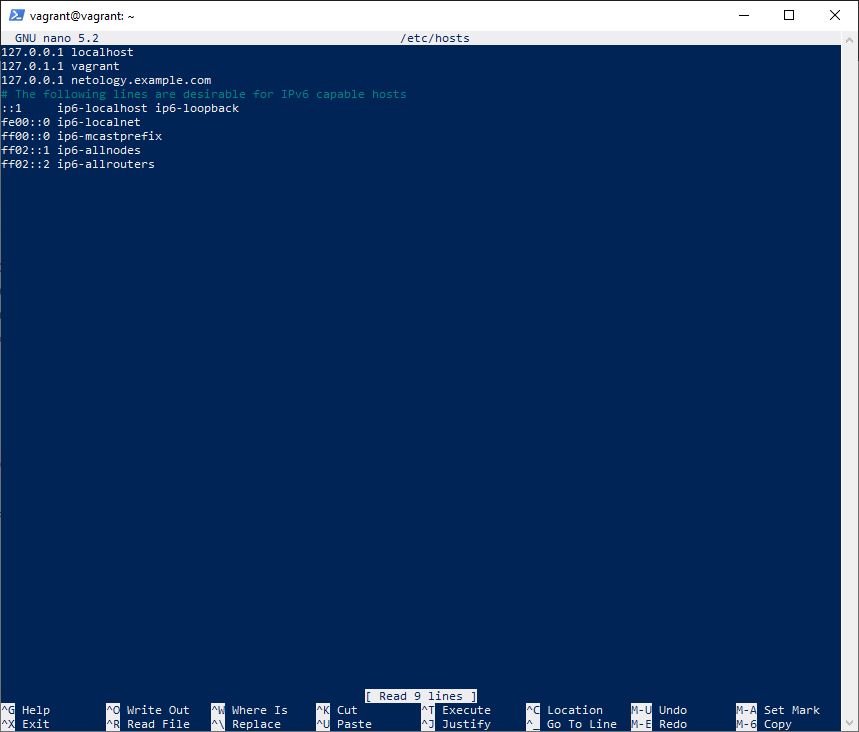 vagrant@vagrant: ~
GNU nano 5.2 /etc/hosts
127.0.0.1 localhost
127.0.1.1 vagrant
127.0.0.1 netology.example.com
# The following lines are desirable for IPv6 capable hosts
::1     ip6-localhost ip6-loopback
fe00::0 ip6-localnet
ff00::0 ip6-mcastprefix
ff02::1 ip6-allnodes
ff02::2 ip6-allrouters
[ Read 9 lines ]
^G Help ^O Write Out ^W Where Is ^K Cut ^T Execute ^C Location M-U Undo M-A Set Mark
^X Exit ^R Read File ^\ Replace ^U Paste ^J Justify ^_ Go To Line M-E Redo M-6 Copy